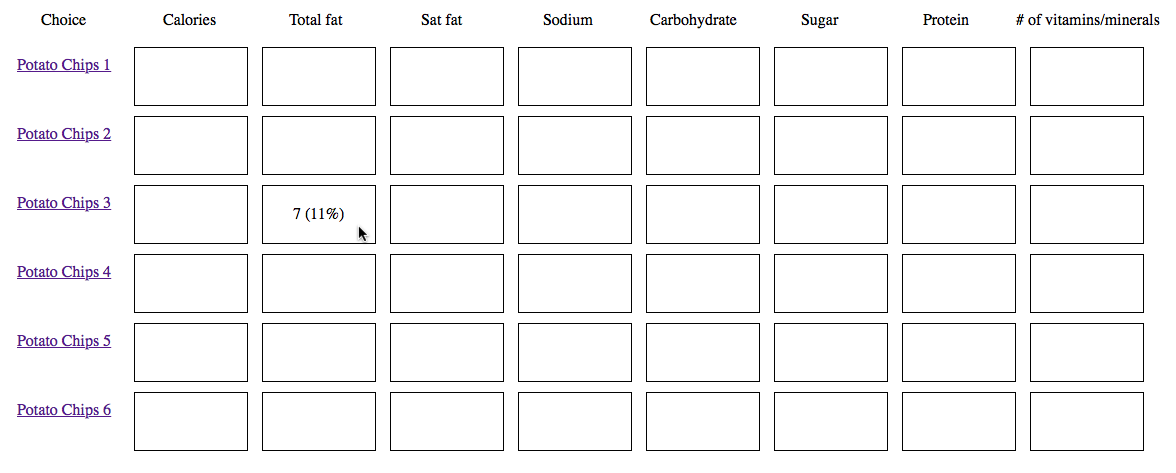 Choice Calories Total fat Sat fat Sodium Carbohydrate Sugar Protein # of vitamins/minerals
Potato Chips 1
Potato Chips 2
Potato Chips 3 7 (11%)
Potato Chips 4
Potato Chips 5
Potato Chips 6